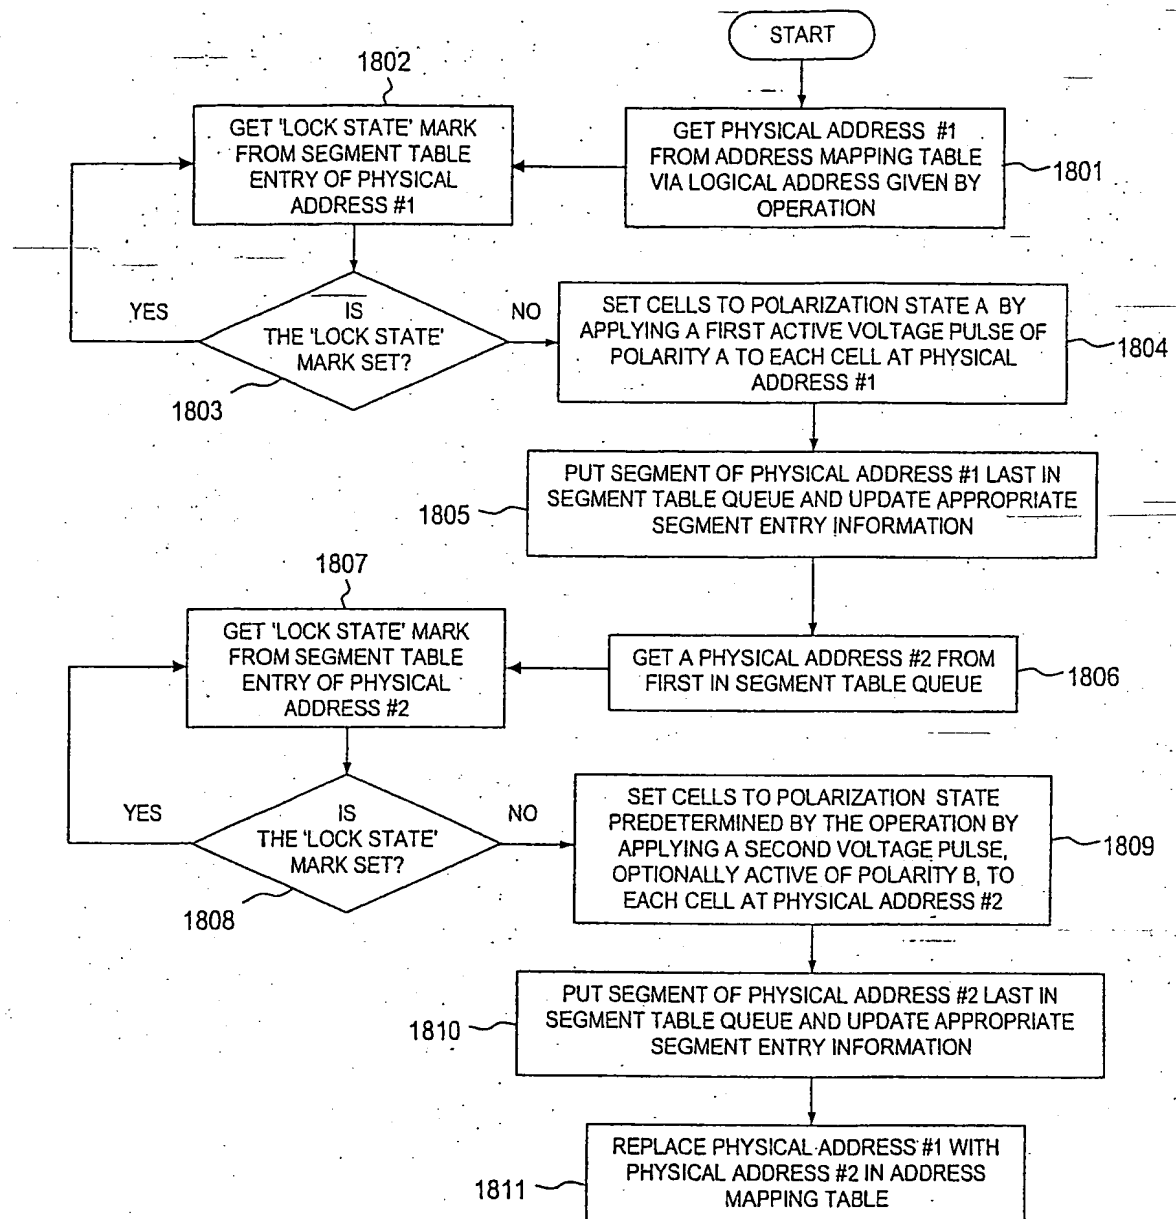 START
GET PHYSICAL ADDRESS #1
FROM ADDRESS MAPPING TABLE
VIA LOGICAL ADDRESS GIVEN BY
OPERATION
1801
1802
GET 'LOCK STATE' MARK
FROM SEGMENT TABLE
ENTRY OF PHYSICAL
ADDRESS #1
IS
THE 'LOCK STATE'
MARK SET?
YES
NO
1803
SET CELLS TO POLARIZATION STATE A BY
APPLYING A FIRST ACTIVE VOLTAGE PULSE OF
POLARITY A TO EACH CELL AT PHYSICAL
ADDRESS #1
1804
PUT SEGMENT OF PHYSICAL ADDRESS #1 LAST IN
SEGMENT TABLE QUEUE AND UPDATE APPROPRIATE
SEGMENT ENTRY INFORMATION
1805
GET A PHYSICAL ADDRESS #2 FROM
FIRST IN SEGMENT TABLE QUEUE
1806
1807
GET 'LOCK STATE' MARK
FROM SEGMENT TABLE
ENTRY OF PHYSICAL
ADDRESS #2
IS
THE 'LOCK STATE'
MARK SET?
YES
NO
1808
SET CELLS TO POLARIZATION STATE
PREDETERMINED BY THE OPERATION BY
APPLYING A SECOND VOLTAGE PULSE,
OPTIONALLY ACTIVE OF POLARITY B, TO
EACH CELL AT PHYSICAL ADDRESS #2
1809
PUT SEGMENT OF PHYSICAL ADDRESS #2 LAST IN
SEGMENT TABLE QUEUE AND UPDATE APPROPRIATE
SEGMENT ENTRY INFORMATION
1810
REPLACE PHYSICAL ADDRESS #1 WITH
PHYSICAL ADDRESS #2 IN ADDRESS
MAPPING TABLE
1811